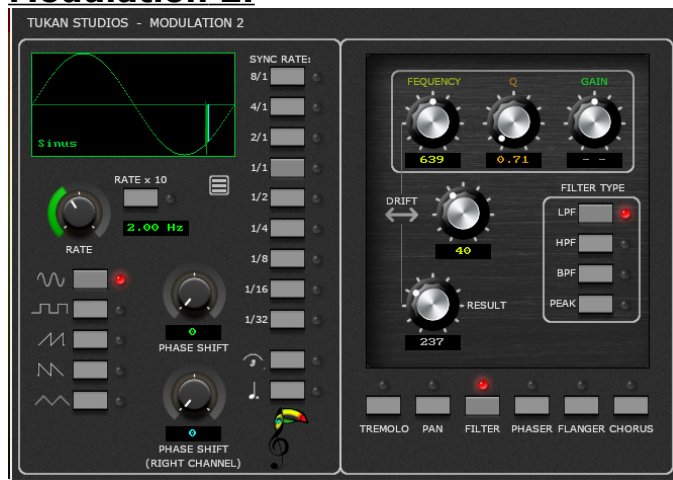 Modulation 2:
TUKAN STUDIOS - MODULATION 2
SYNC RATE:
8/1
4/1
2/1
1/1
1/2
1/4
1/8
1/16
1/32
Sinus
RATE x 10
2.00 Hz
RATE
0
PHASE SHIFT
0
PHASE SHIFT
(RIGHT CHANNEL)
FEQUENCY
Q
GAIN
639
0.71
- -
DRIFT
40
RESULT
237
FILTER TYPE
LPF
HPF
BPF
PEAK
TREMOLO PAN FILTER PHASER FLANGER CHORUS